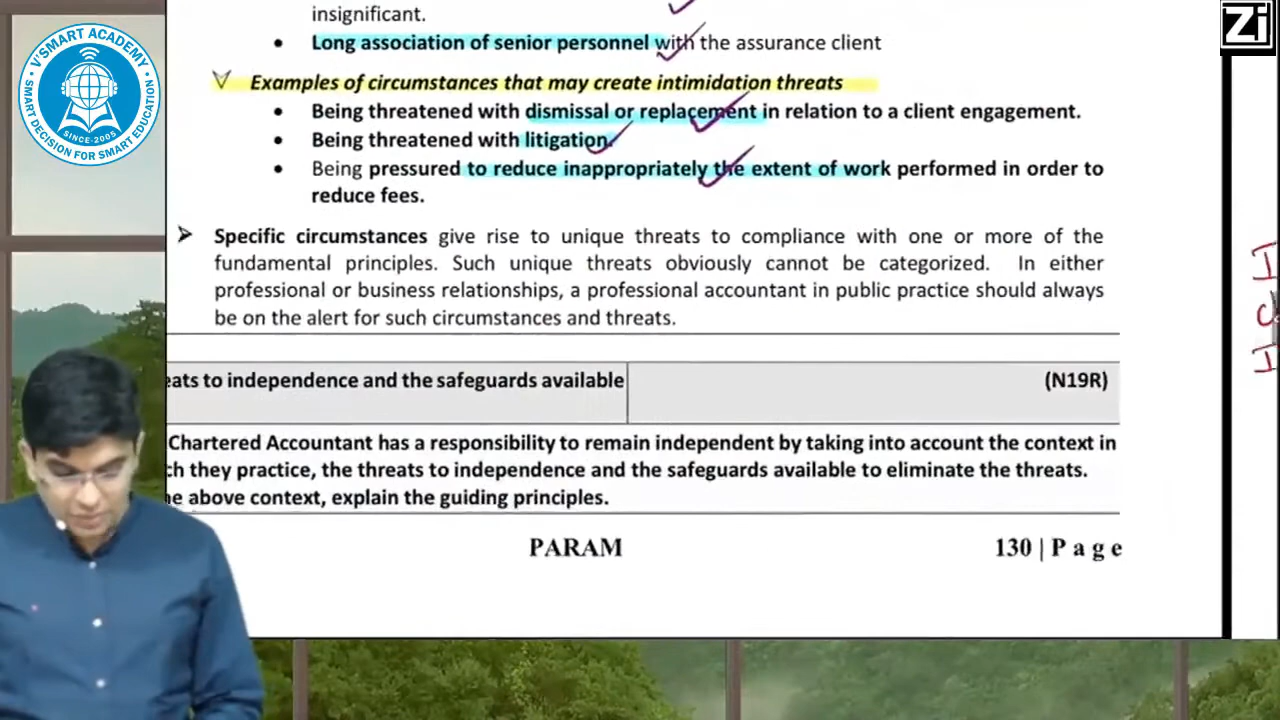 insignificant.
• Long association of senior personnel with the assurance client
Examples of circumstances that may create intimidation threats
• Being threatened with dismissal or replacement in relation to a client engagement.
• Being threatened with litigation.
• Being pressured to reduce inappropriately the extent of work performed in order to
reduce fees.
➢ Specific circumstances give rise to unique threats to compliance with one or more of the
fundamental principles. Such unique threats obviously cannot be categorized. In either
professional or business relationships, a professional accountant in public practice should always
be on the alert for such circumstances and threats.
eats to independence and the safeguards available (N19R)
Chartered Accountant has a responsibility to remain independent by taking into account the context in
ch they practice, the threats to independence and the safeguards available to eliminate the threats.
e above context, explain the guiding principles.
PARAM 130 | P a g e
V'SMART ACADEMY
SINCE-2005
SMART DECISION FOR SMART EDUCATION
Zi
I
C
I